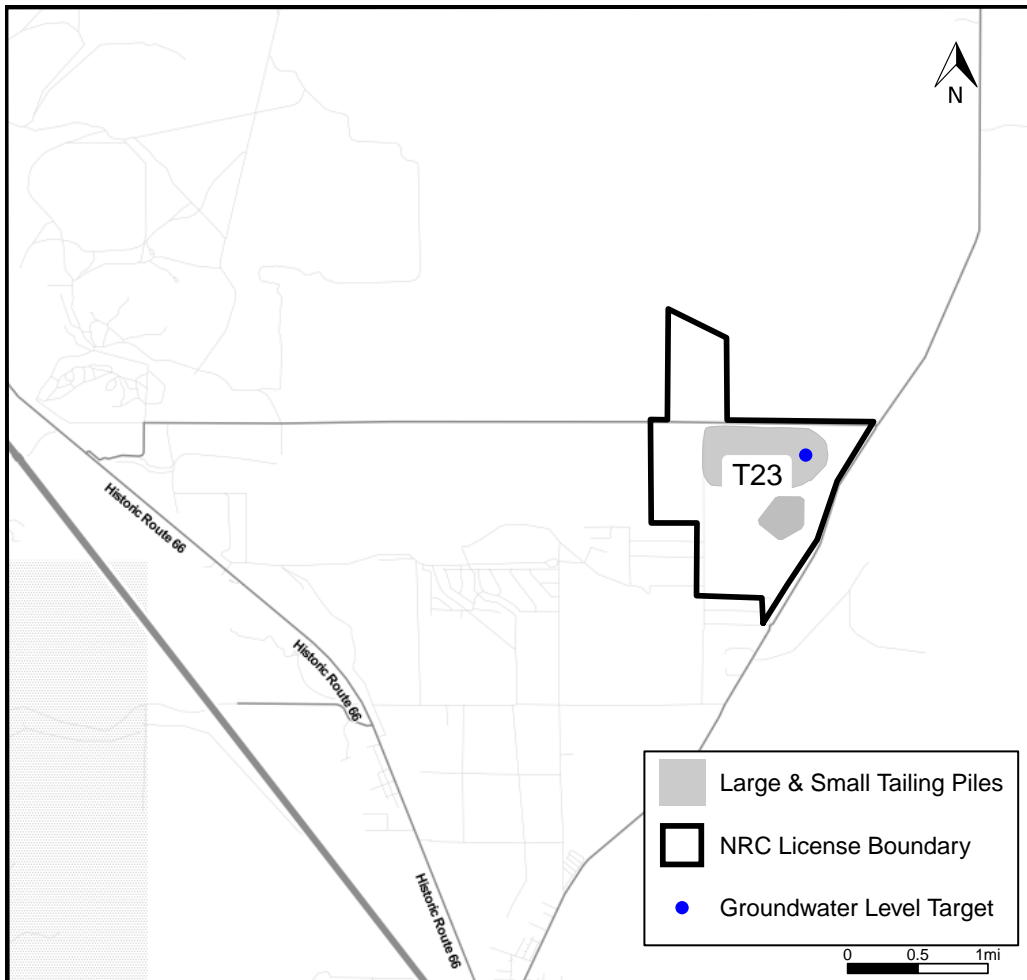 N
T23
Historic Route 66
Historic Route 66
Historic Route 66
Large & Small Tailing Piles
NRC License Boundary
Groundwater Level Target
0 0.5 1mi